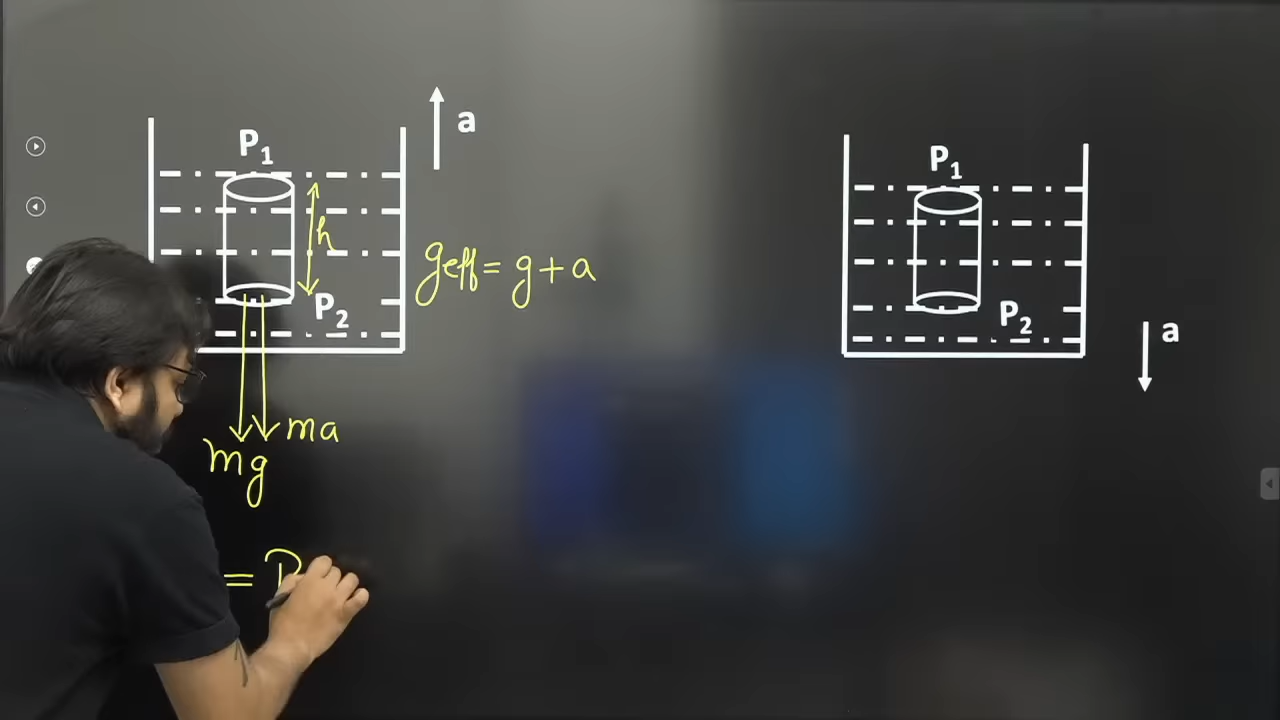 P₁
a
h
geff = g + a
P₂
mg
ma
= P
P₁
P₂
a